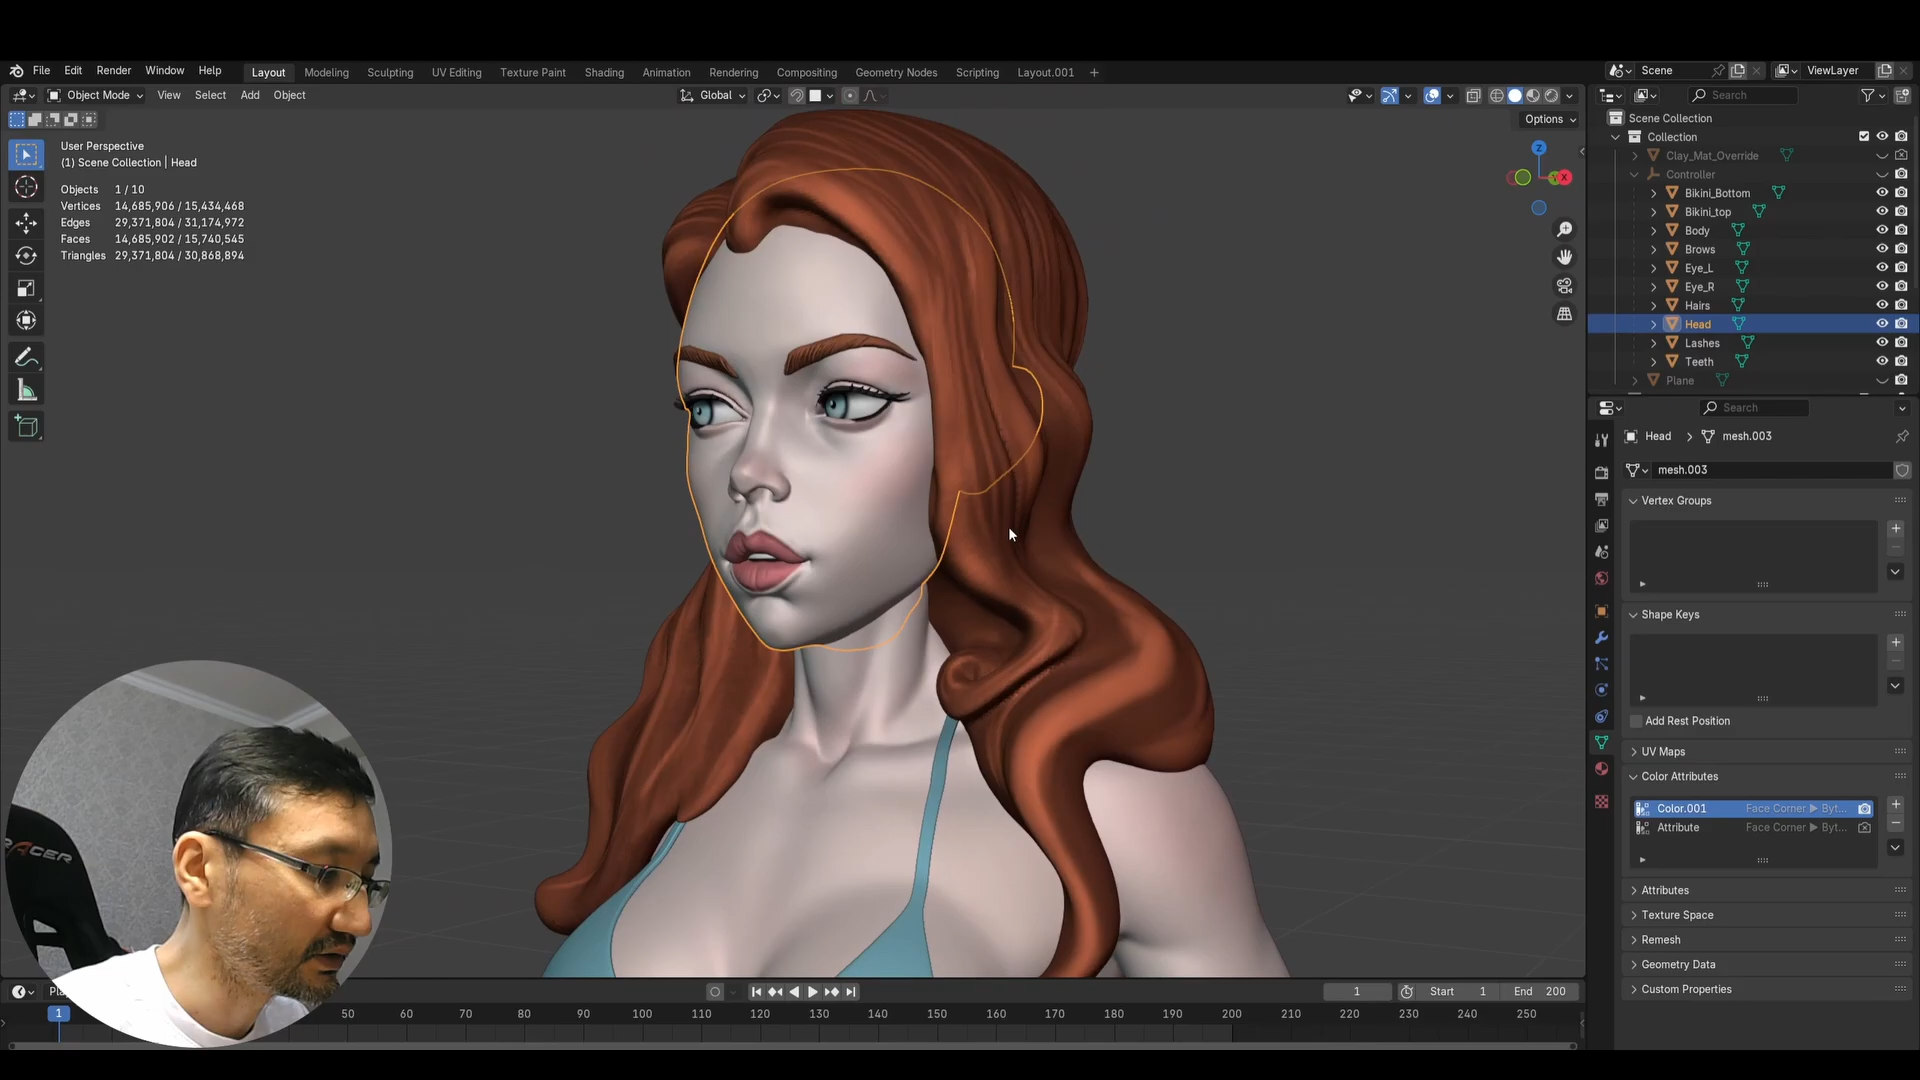 File Edit Render Window Help Layout Modeling Sculpting UV Editing Texture Paint Shading Animation Rendering Compositing Geometry Nodes Scripting Layout.001 + Scene ViewLayer
Object Mode View Select Add Object Global Search
Options
User Perspective
(1) Scene Collection | Head
Objects 1 / 10
Vertices 14,685,906 / 15,434,468
Edges 29,371,804 / 31,174,972
Faces 14,685,902 / 15,740,545
Triangles 29,371,804 / 30,868,894
Z
X
Scene Collection
Collection
Clay_Mat_Override
Controller
Bikini_Bottom
Bikini_top
Body
Brows
Eye_L
Eye_R
Hairs
Head
Lashes
Teeth
Plane
Search
Head > mesh.003
mesh.003
Vertex Groups
Shape Keys
Add Rest Position
UV Maps
Color Attributes
Color.001 Face Corner ▶ Byt...
Attribute Face Corner ▶ Byt...
Attributes
Texture Space
Remesh
Geometry Data
Custom Properties
1 Start 1 End 200
1 50 60 70 80 90 100 110 120 130 140 150 160 170 180 190 200 210 220 230 240 250